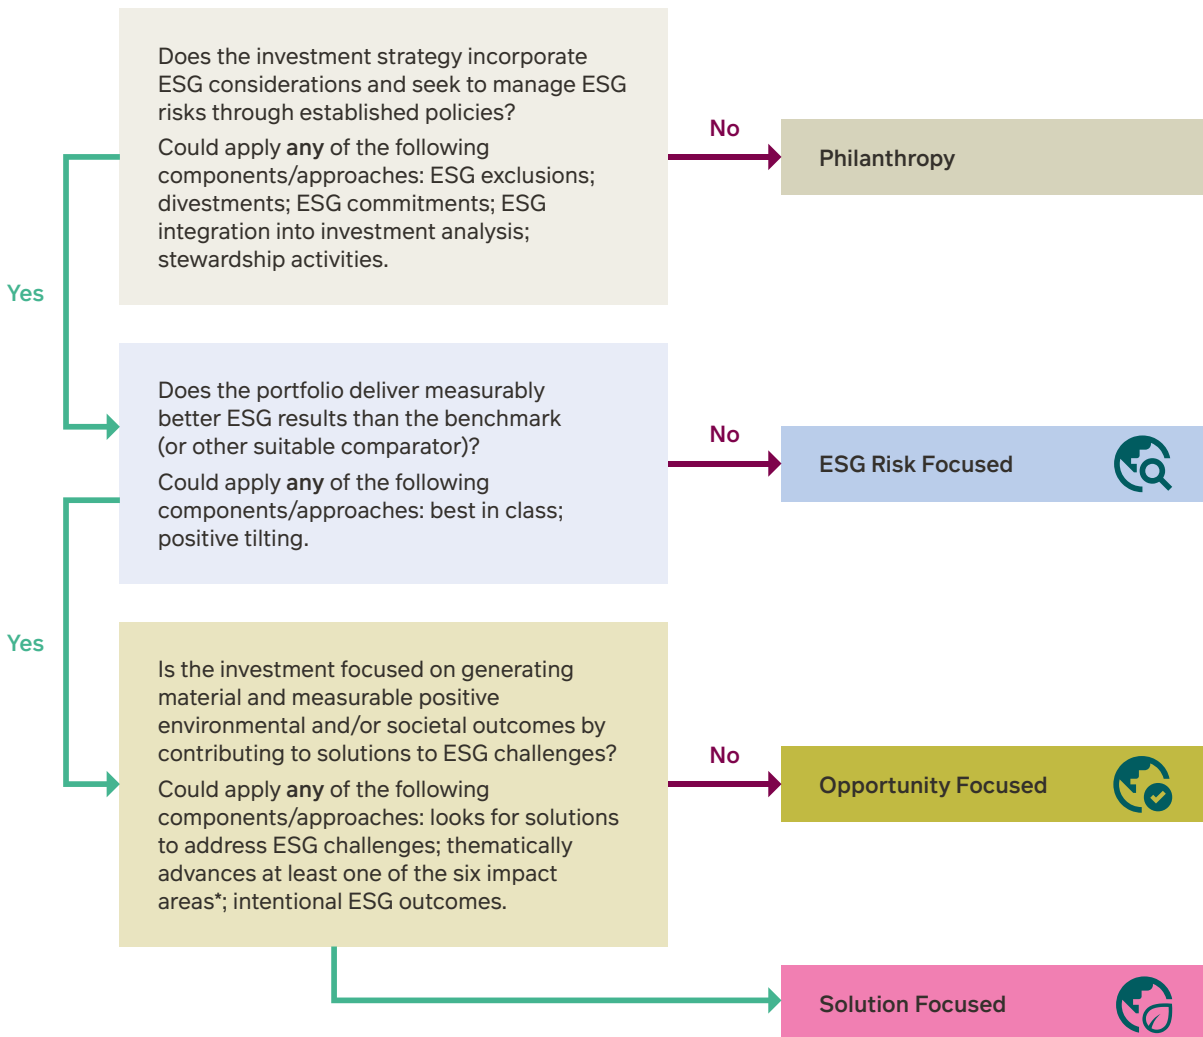 Does the investment strategy incorporate
ESG considerations and seek to manage ESG
risks through established policies?
Could apply any of the following
components/approaches: ESG exclusions;
divestments; ESG commitments; ESG
integration into investment analysis;
stewardship activities.
No
Philanthropy
Yes
Does the portfolio deliver measurably
better ESG results than the benchmark
(or other suitable comparator)?
Could apply any of the following
components/approaches: best in class;
positive tilting.
No
ESG Risk Focused
Yes
Is the investment focused on generating
material and measurable positive
environmental and/or societal outcomes by
contributing to solutions to ESG challenges?
Could apply any of the following
components/approaches: looks for solutions
to address ESG challenges; thematically
advances at least one of the six impact
areas*; intentional ESG outcomes.
No
Opportunity Focused
Solution Focused